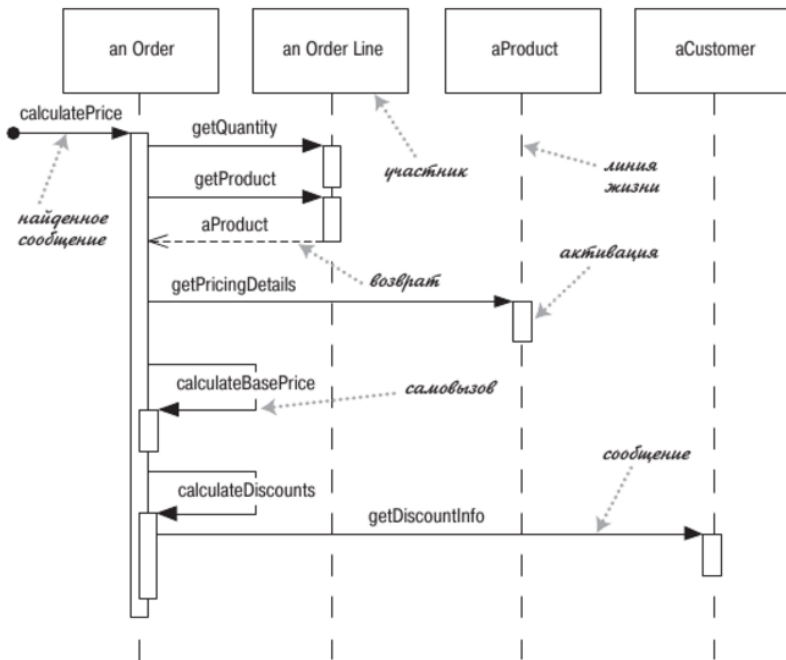 an Order
an Order Line
aProduct
aCustomer
calculatePrice
getQuantity
участник
линия
жизни
getProduct
найденное
сообщение
aProduct
активация
возврат
getPricingDetails
calculateBasePrice
самовызов
сообщение
calculateDiscounts
getDiscountInfo